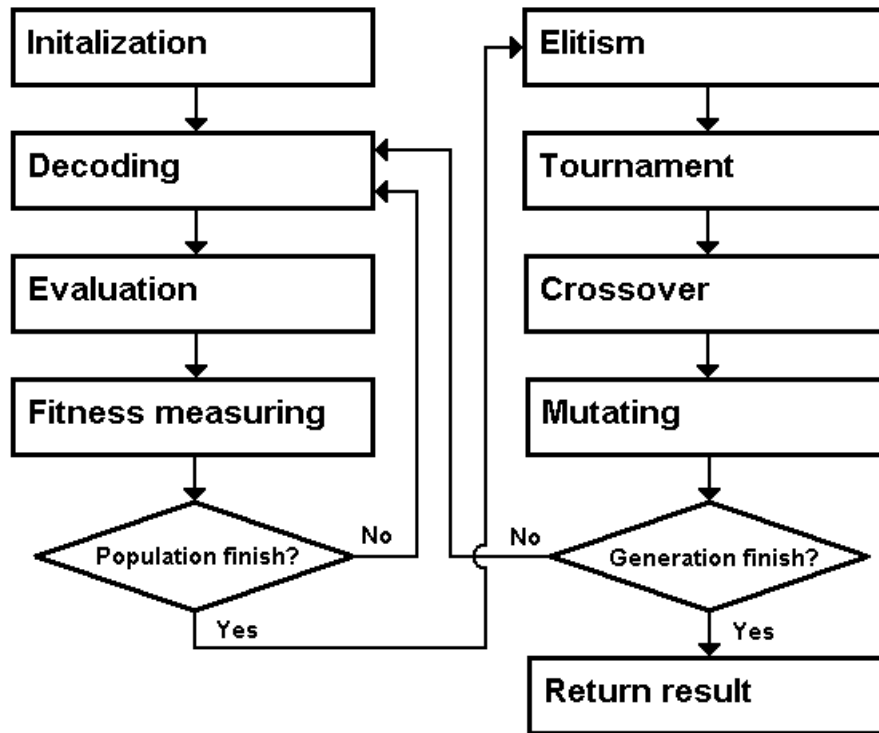 Initalization
Decoding
Evaluation
Fitness measuring
Population finish?
No
Yes
Elitism
Tournament
Crossover
Mutating
Generation finish?
No
Yes
Return result